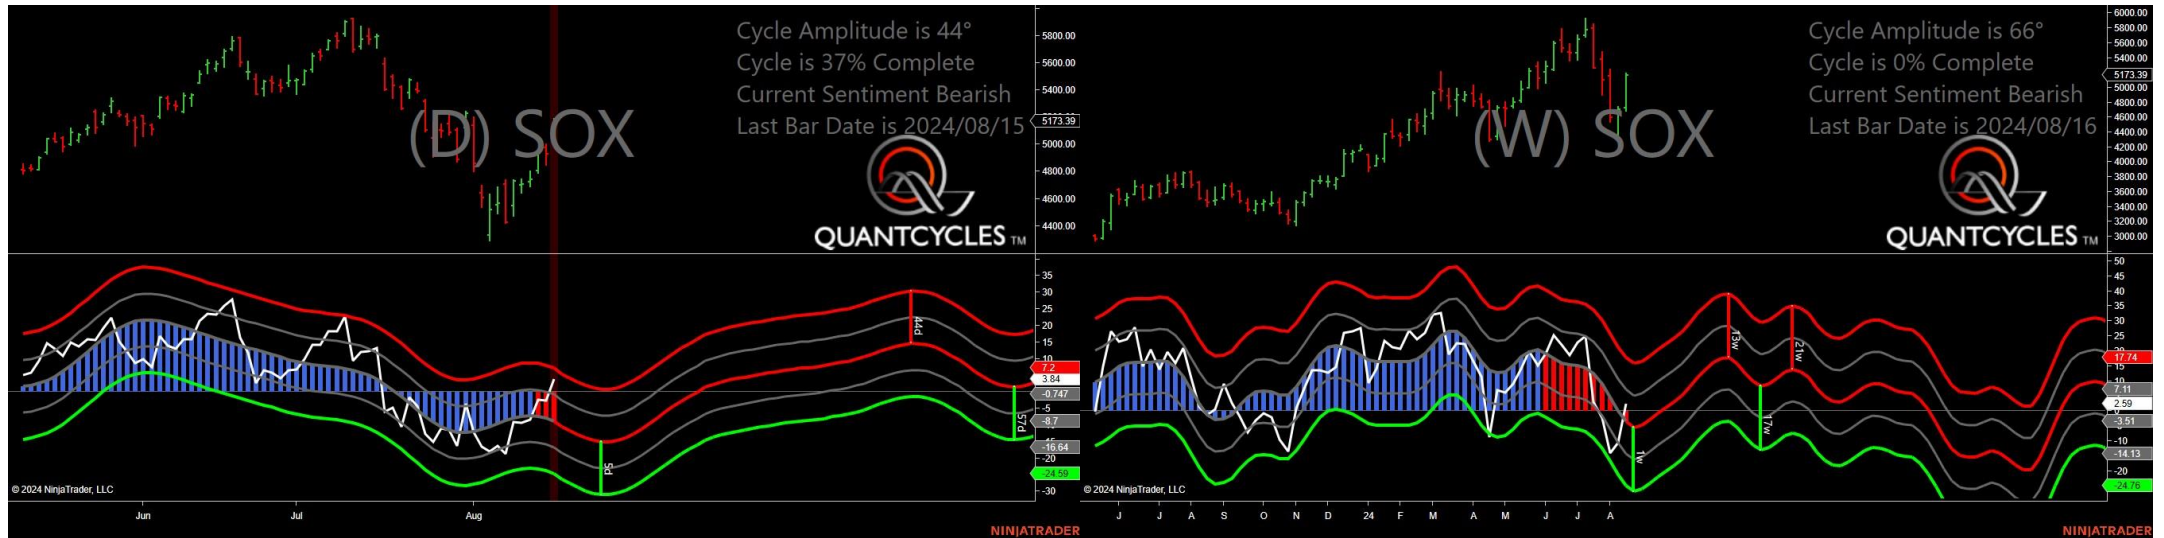 Cycle Amplitude is 44°
Cycle is 37% Complete
Current Sentiment Bearish
Last Bar Date is 2024/08/15
(D) SOX
QUANTCYCLES TM
5800.00
5600.00
5400.00
5173.39
5000.00
4800.00
4600.00
4400.00
35
30
25
20
15
10
7.2
3.84
-0.747
-5
-8.7
-16.64
-20
-24.59
-30
44d
57d
5d
© 2024 NinjaTrader, LLC
Jun
Jul
Aug
NINJATRADER
Cycle Amplitude is 66°
Cycle is 0% Complete
Current Sentiment Bearish
Last Bar Date is 2024/08/16
(W) SOX
QUANTCYCLES TM
6000.00
5800.00
5600.00
5400.00
5173.39
5000.00
4800.00
4600.00
4400.00
4200.00
4000.00
3800.00
3600.00
3400.00
3200.00
3000.00
50
45
40
35
30
25
17.74
10
7.11
2.59
-3.51
-10
-14.13
-20
-24.76
13w
21w
17w
1w
© 2024 NinjaTrader, LLC
J
J
A
S
O
N
D
24
F
M
A
M
J
J
A
NINJATRADER